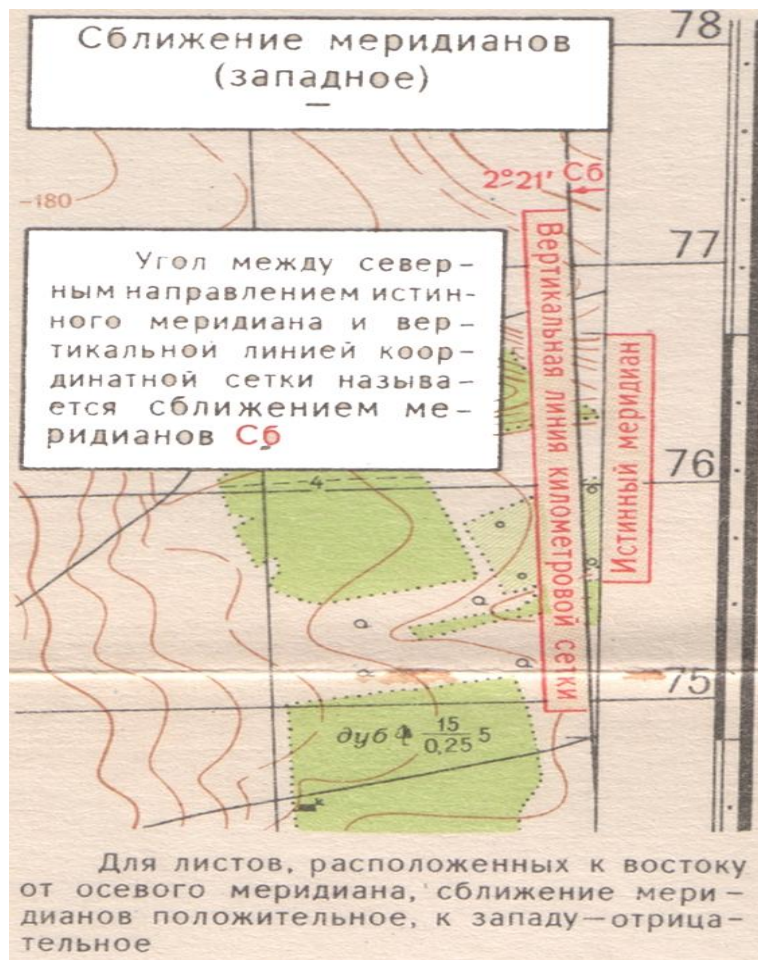 Сближение меридианов
(западное)
78
2°21' Сб
-180
77
Угол между север-
ным направлением истин-
ного меридиана и вер-
тикальной линией коор-
динатной сетки называ-
ется сближением ме-
ридианов Сб
Вертикальная линия километровой сетки
Истинный меридиан
76
4
75
дуб 15/0,25 5
к
Для листов, расположенных к востоку
от осевого меридиана, сближение мери-
дианов положительное, к западу—отрица-
тельное